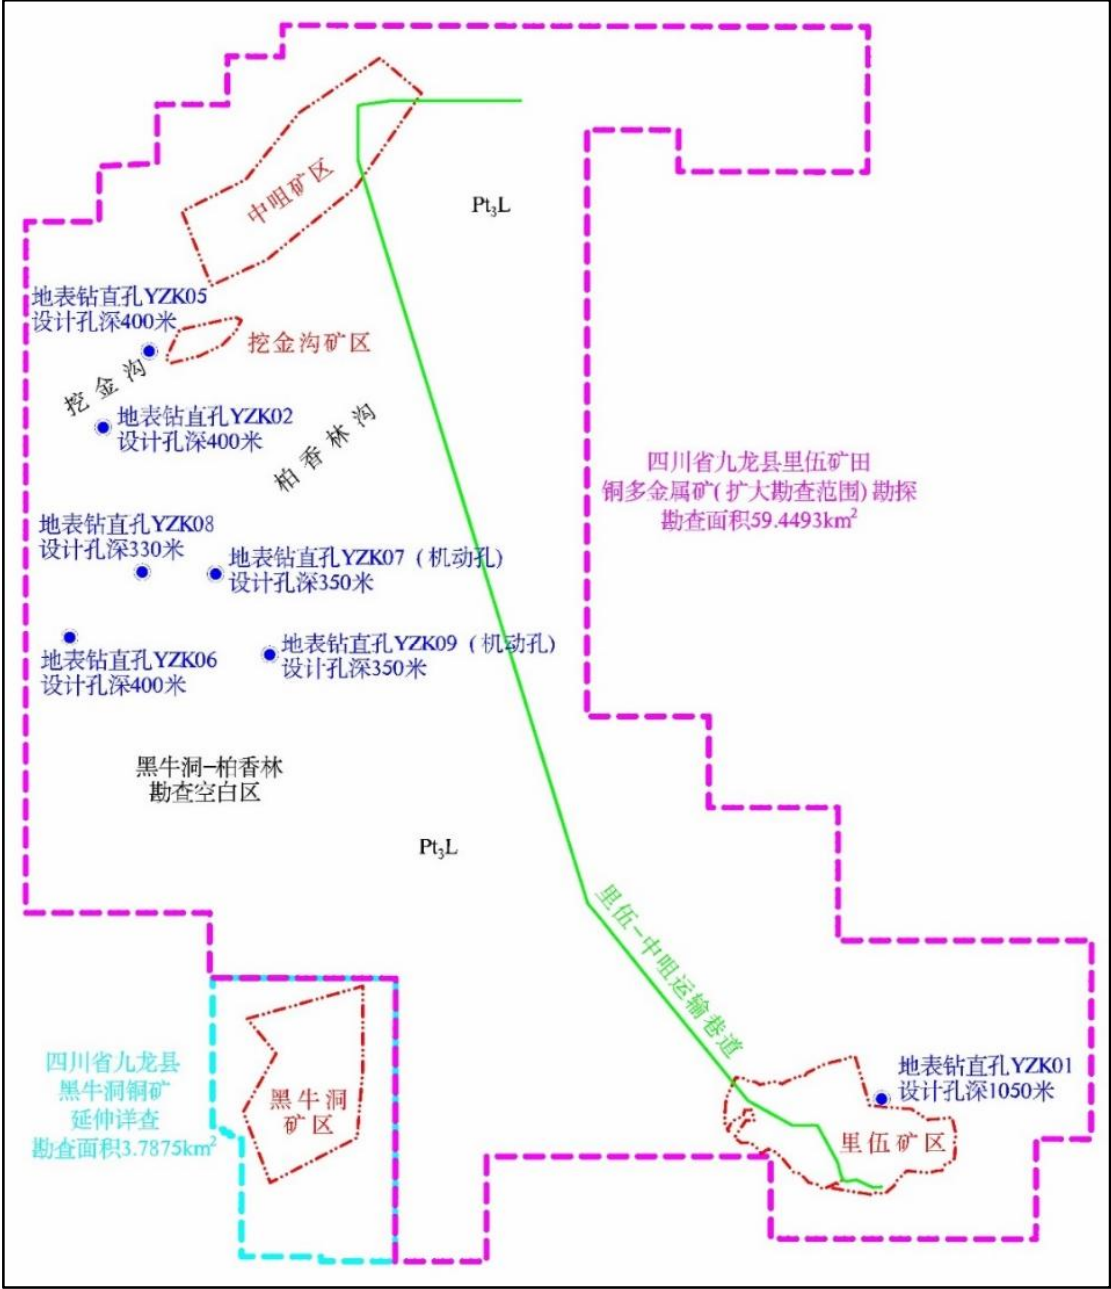 中咀矿区
Pt₃L
地表钻直孔YZK05
设计孔深400米
挖金沟矿区
挖金沟
地表钻直孔YZK02
设计孔深400米
柏香林沟
四川省九龙县里伍矿田
铜多金属矿(扩大勘查范围)勘探
勘查面积59.4493km²
地表钻直孔YZK08
设计孔深330米
地表钻直孔YZK07（机动孔）
设计孔深350米
地表钻直孔YZK06
设计孔深400米
地表钻直孔YZK09（机动孔）
设计孔深350米
黑牛洞-柏香林
勘查空白区
Pt₃L
里伍-中咀运输巷道
四川省九龙县
黑牛洞铜矿
延伸详查
勘查面积3.7875km²
黑牛洞
矿区
地表钻直孔YZK01
设计孔深1050米
里伍矿区